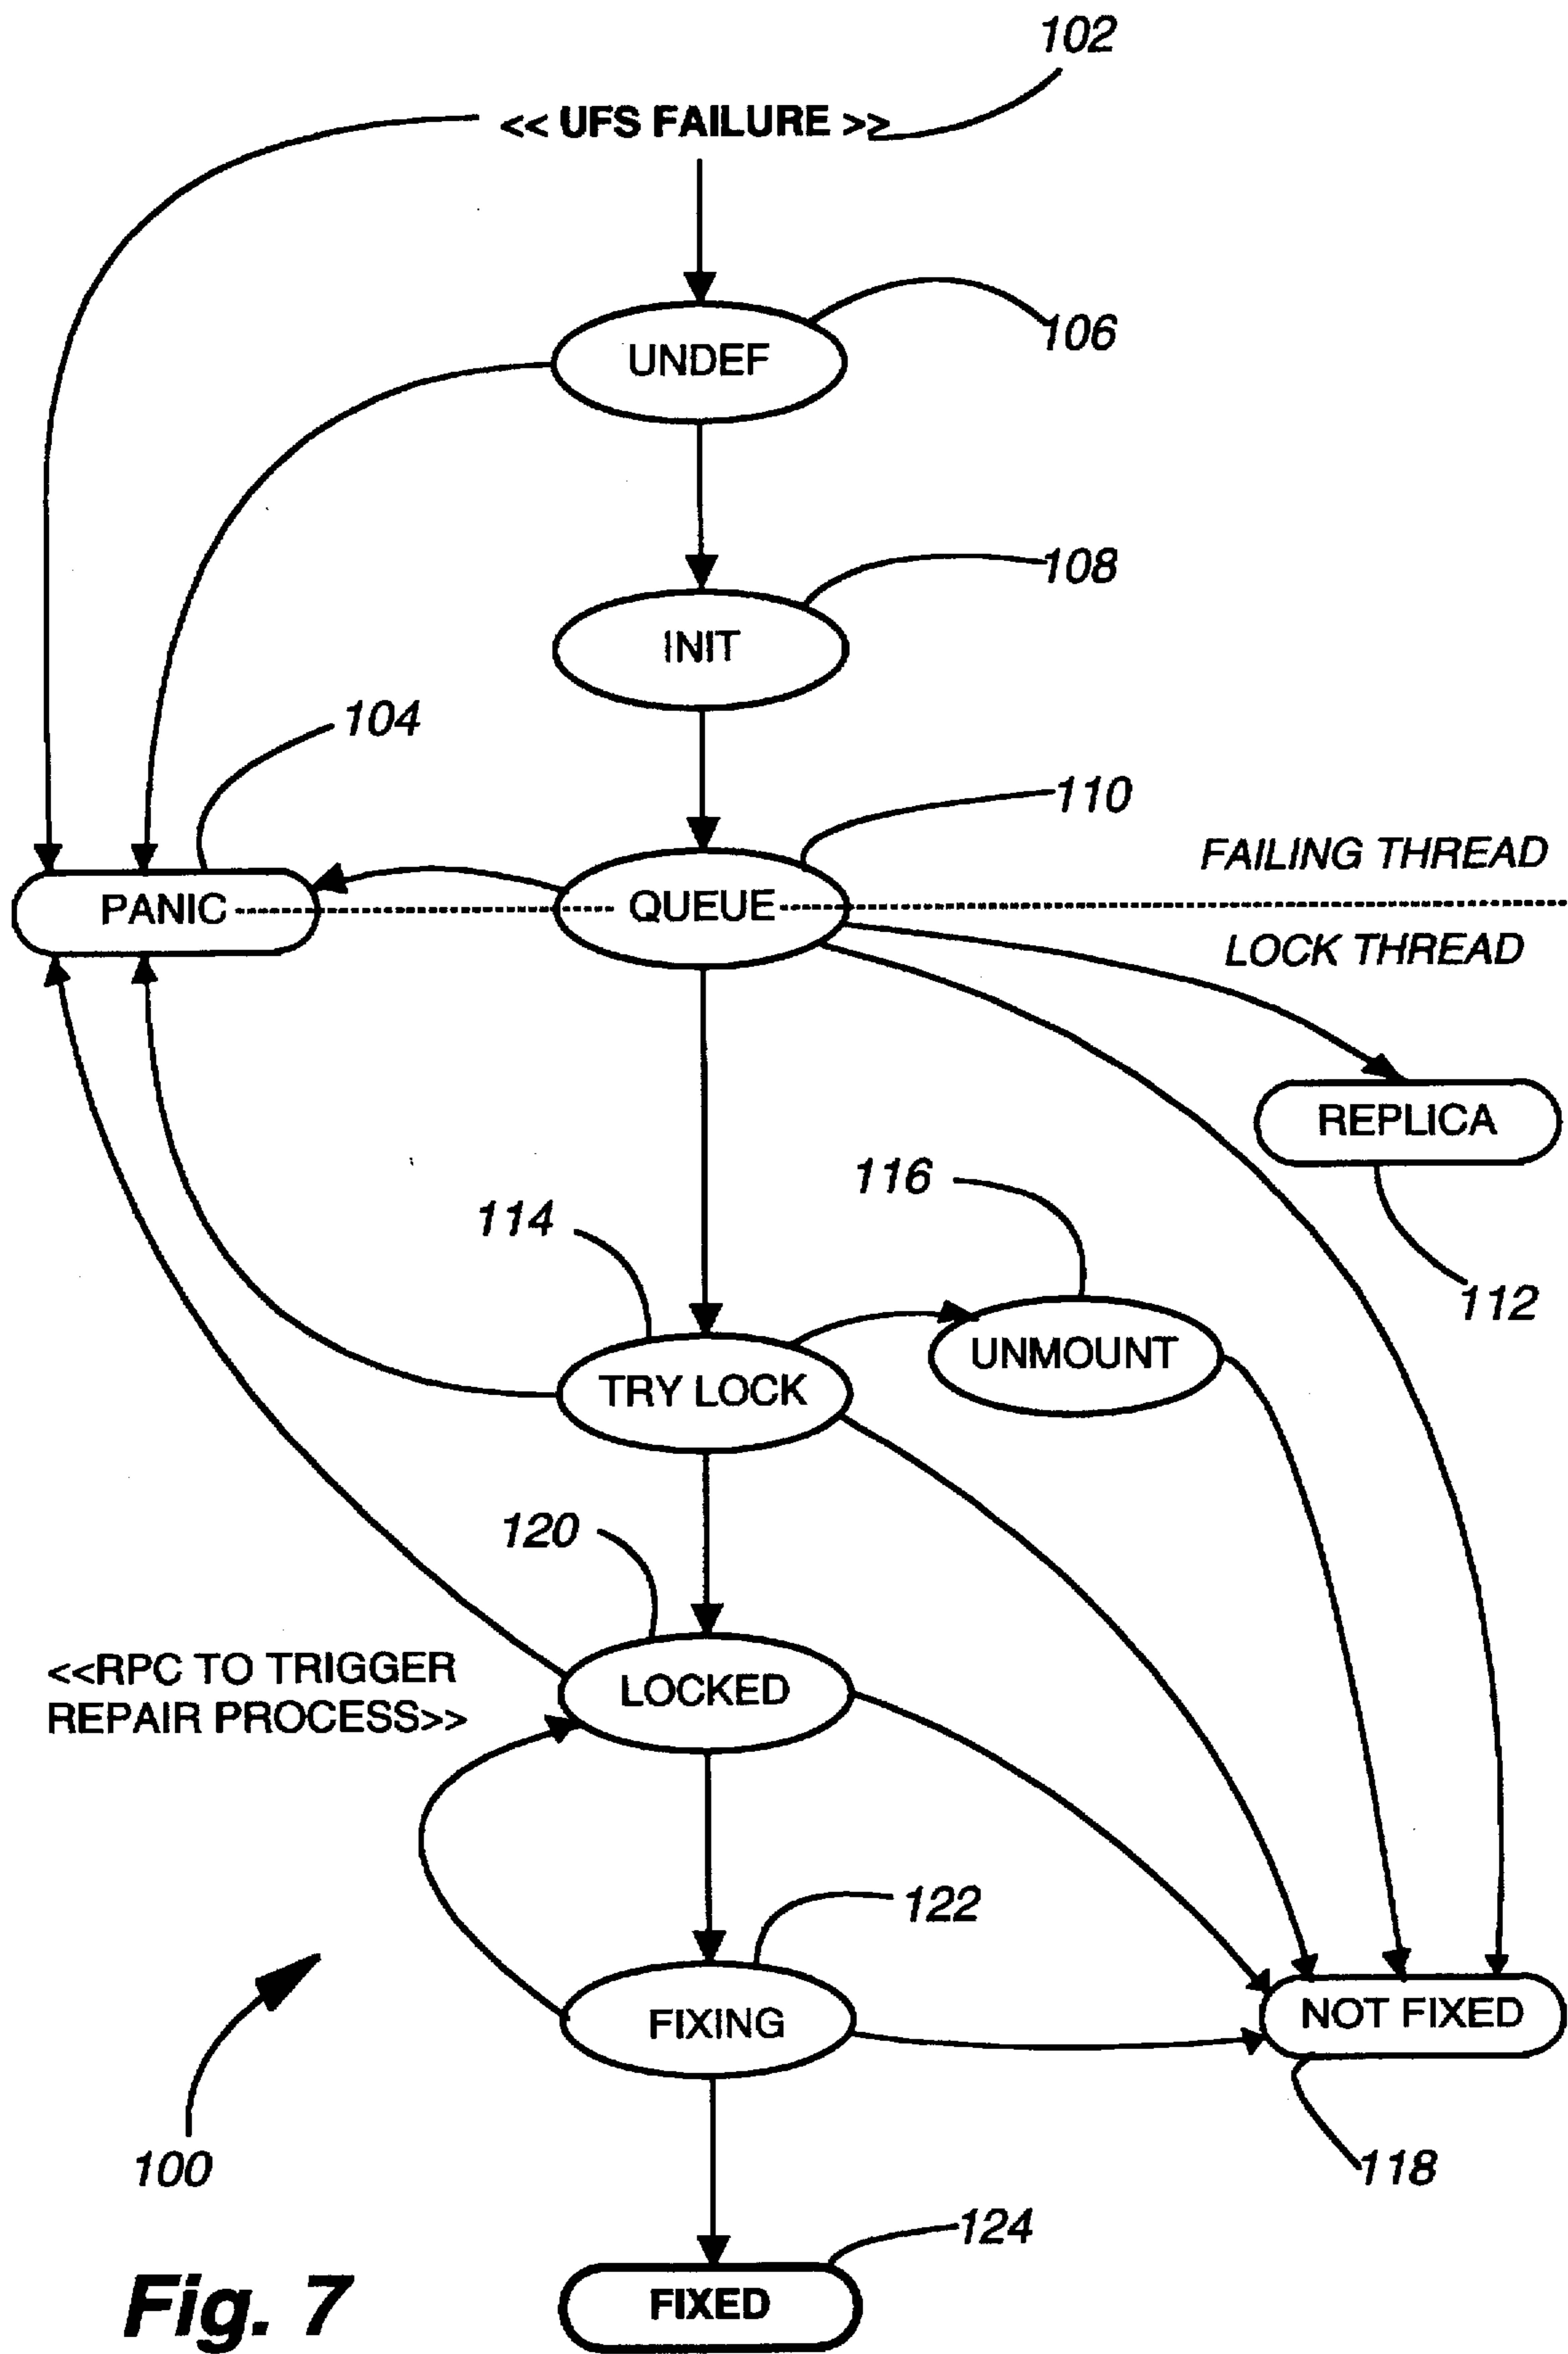 102
<< UFS FAILURE >>
106
UNDEF
108
INIT
104
110
FAILING THREAD
PANIC
QUEUE
LOCK THREAD
REPLICA
116
114
112
UNMOUNT
TRY LOCK
120
<<RPC TO TRIGGER
REPAIR PROCESS>>
LOCKED
122
NOT FIXED
FIXING
100
118
124
FIXED
Fig. 7